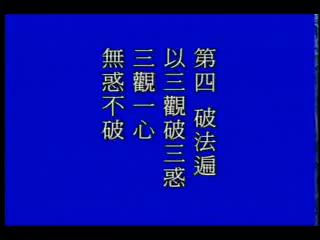 第四 破法遍
以三觀破三惑
三觀一心
無惑不破